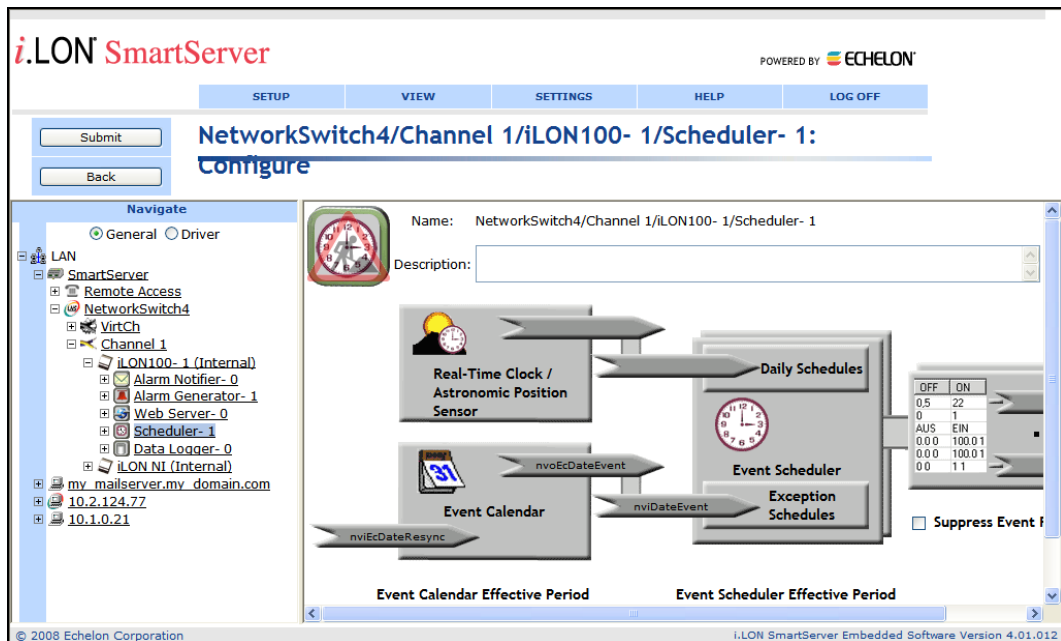 i.LON® SmartServer
POWERED BY ECHELON®
SETUP VIEW SETTINGS HELP LOG OFF
Submit
Back
NetworkSwitch4/Channel 1/iLON100- 1/Scheduler- 1:
Configure
Navigate
General Driver
LAN
SmartServer
Remote Access
NetworkSwitch4
VirtCh
Channel 1
iLON100- 1 (Internal)
Alarm Notifier- 0
Alarm Generator- 1
Web Server- 0
Scheduler- 1
Data Logger- 0
iLON NI (Internal)
my_mailserver.my_domain.com
10.2.124.77
10.1.0.21
Name: NetworkSwitch4/Channel 1/iLON100- 1/Scheduler- 1
Description:
Real-Time Clock /
Astronomic Position
Sensor
Daily Schedules
Event Scheduler
Exception
Schedules
nvoEcDateEvent
nviDateEvent
31
Event Calendar
nviEcDateResync
OFF ON
0,5 22
0 1
AUS EIN
0.0 0 100.0 1
0.0 0 100.0 1
0 0 1 1
Suppress Event
Event Calendar Effective Period
Event Scheduler Effective Period
© 2008 Echelon Corporation
i.LON SmartServer Embedded Software Version 4.01.012